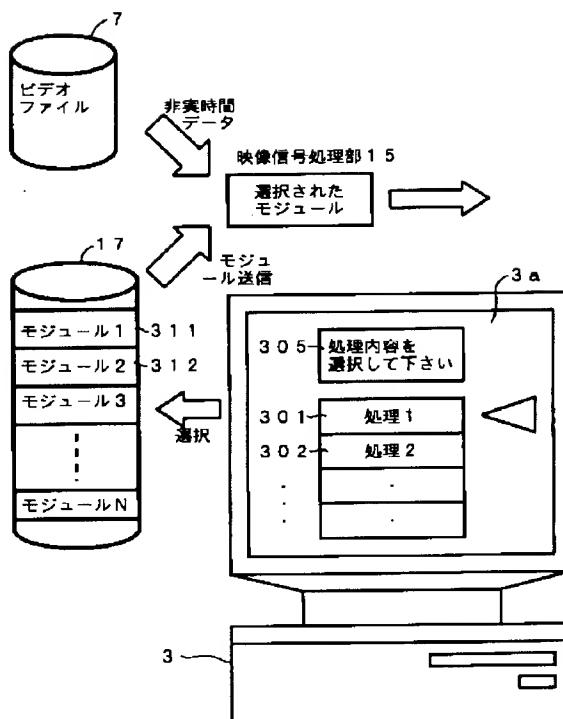 7
ビデオ
ファイル
非実時間
データ
映像信号処理部15
選択された
モジュール
17
モジュ
ール送信
3a
モジュール1
311
モジュール2
312
モジュール3
モジュールN
選択
305
処理内容を
選択して下さい
301
処理1
302
処理2
3